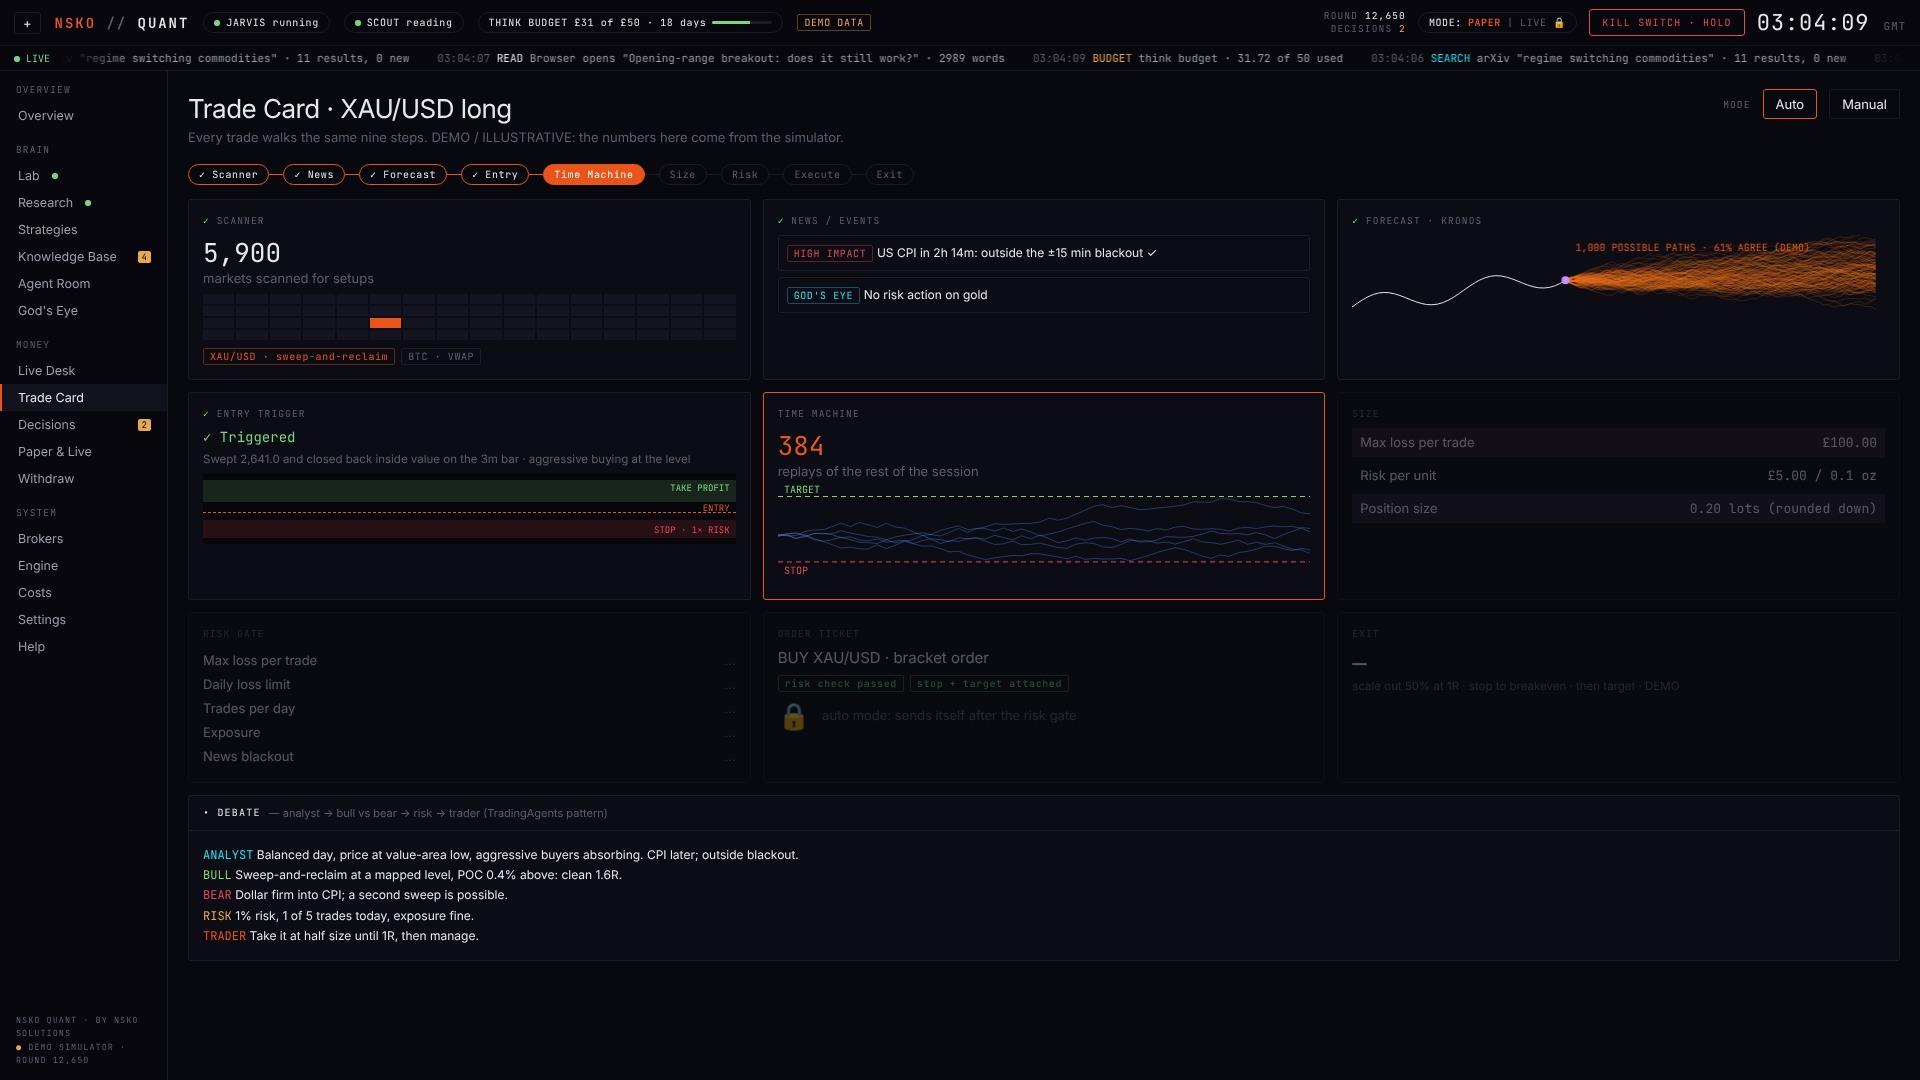 + NSKO // QUANT JARVIS running SCOUT reading THINK BUDGET £31 of £50 · 18 days DEMO DATA ROUND 12,650 DECISIONS 2 MODE: PAPER | LIVE 🔒 KILL SWITCH · HOLD 03:04:09 GMT
LIVE "regime switching commodities" · 11 results, 0 new 03:04:07 READ Browser opens "Opening-range breakout: does it still work?" · 2989 words 03:04:09 BUDGET think budget · 31.72 of 50 used 03:04:06 SEARCH arXiv "regime switching commodities" · 11 results, 0 new
OVERVIEW
Overview
BRAIN
Lab
Research
Strategies
Knowledge Base 4
Agent Room
God's Eye
MONEY
Live Desk
Trade Card
Decisions 2
Paper & Live
Withdraw
SYSTEM
Brokers
Engine
Costs
Settings
Help
NSKO QUANT · BY NSKO
SOLUTIONS
DEMO SIMULATOR ·
ROUND 12,650
Trade Card · XAU/USD long
Every trade walks the same nine steps. DEMO / ILLUSTRATIVE: the numbers here come from the simulator.
MODE Auto Manual
✓ Scanner ✓ News ✓ Forecast ✓ Entry Time Machine Size Risk Execute Exit
✓ SCANNER
5,900
markets scanned for setups
XAU/USD · sweep-and-reclaim BTC · VWAP
✓ NEWS / EVENTS
HIGH IMPACT US CPI in 2h 14m: outside the ±15 min blackout ✓
GOD'S EYE No risk action on gold
✓ FORECAST · KRONOS
1,000 POSSIBLE PATHS · 61% AGREE (DEMO)
✓ ENTRY TRIGGER
✓ Triggered
Swept 2,641.0 and closed back inside value on the 3m bar · aggressive buying at the level
TAKE PROFIT
ENTRY
STOP · 1× RISK
TIME MACHINE
384
replays of the rest of the session
TARGET
STOP
SIZE
Max loss per trade £100.00
Risk per unit £5.00 / 0.1 oz
Position size 0.20 lots (rounded down)
RISK GATE
Max loss per trade …
Daily loss limit …
Trades per day …
Exposure …
News blackout …
ORDER TICKET
BUY XAU/USD · bracket order
risk check passed stop + target attached
🔒 auto mode: sends itself after the risk gate
EXIT
—
scale out 50% at 1R · stop to breakeven · then target · DEMO
• DEBATE — analyst → bull vs bear → risk → trader (TradingAgents pattern)
ANALYST Balanced day, price at value-area low, aggressive buyers absorbing. CPI later; outside blackout.
BULL Sweep-and-reclaim at a mapped level, POC 0.4% above: clean 1.6R.
BEAR Dollar firm into CPI; a second sweep is possible.
RISK 1% risk, 1 of 5 trades today, exposure fine.
TRADER Take it at half size until 1R, then manage.